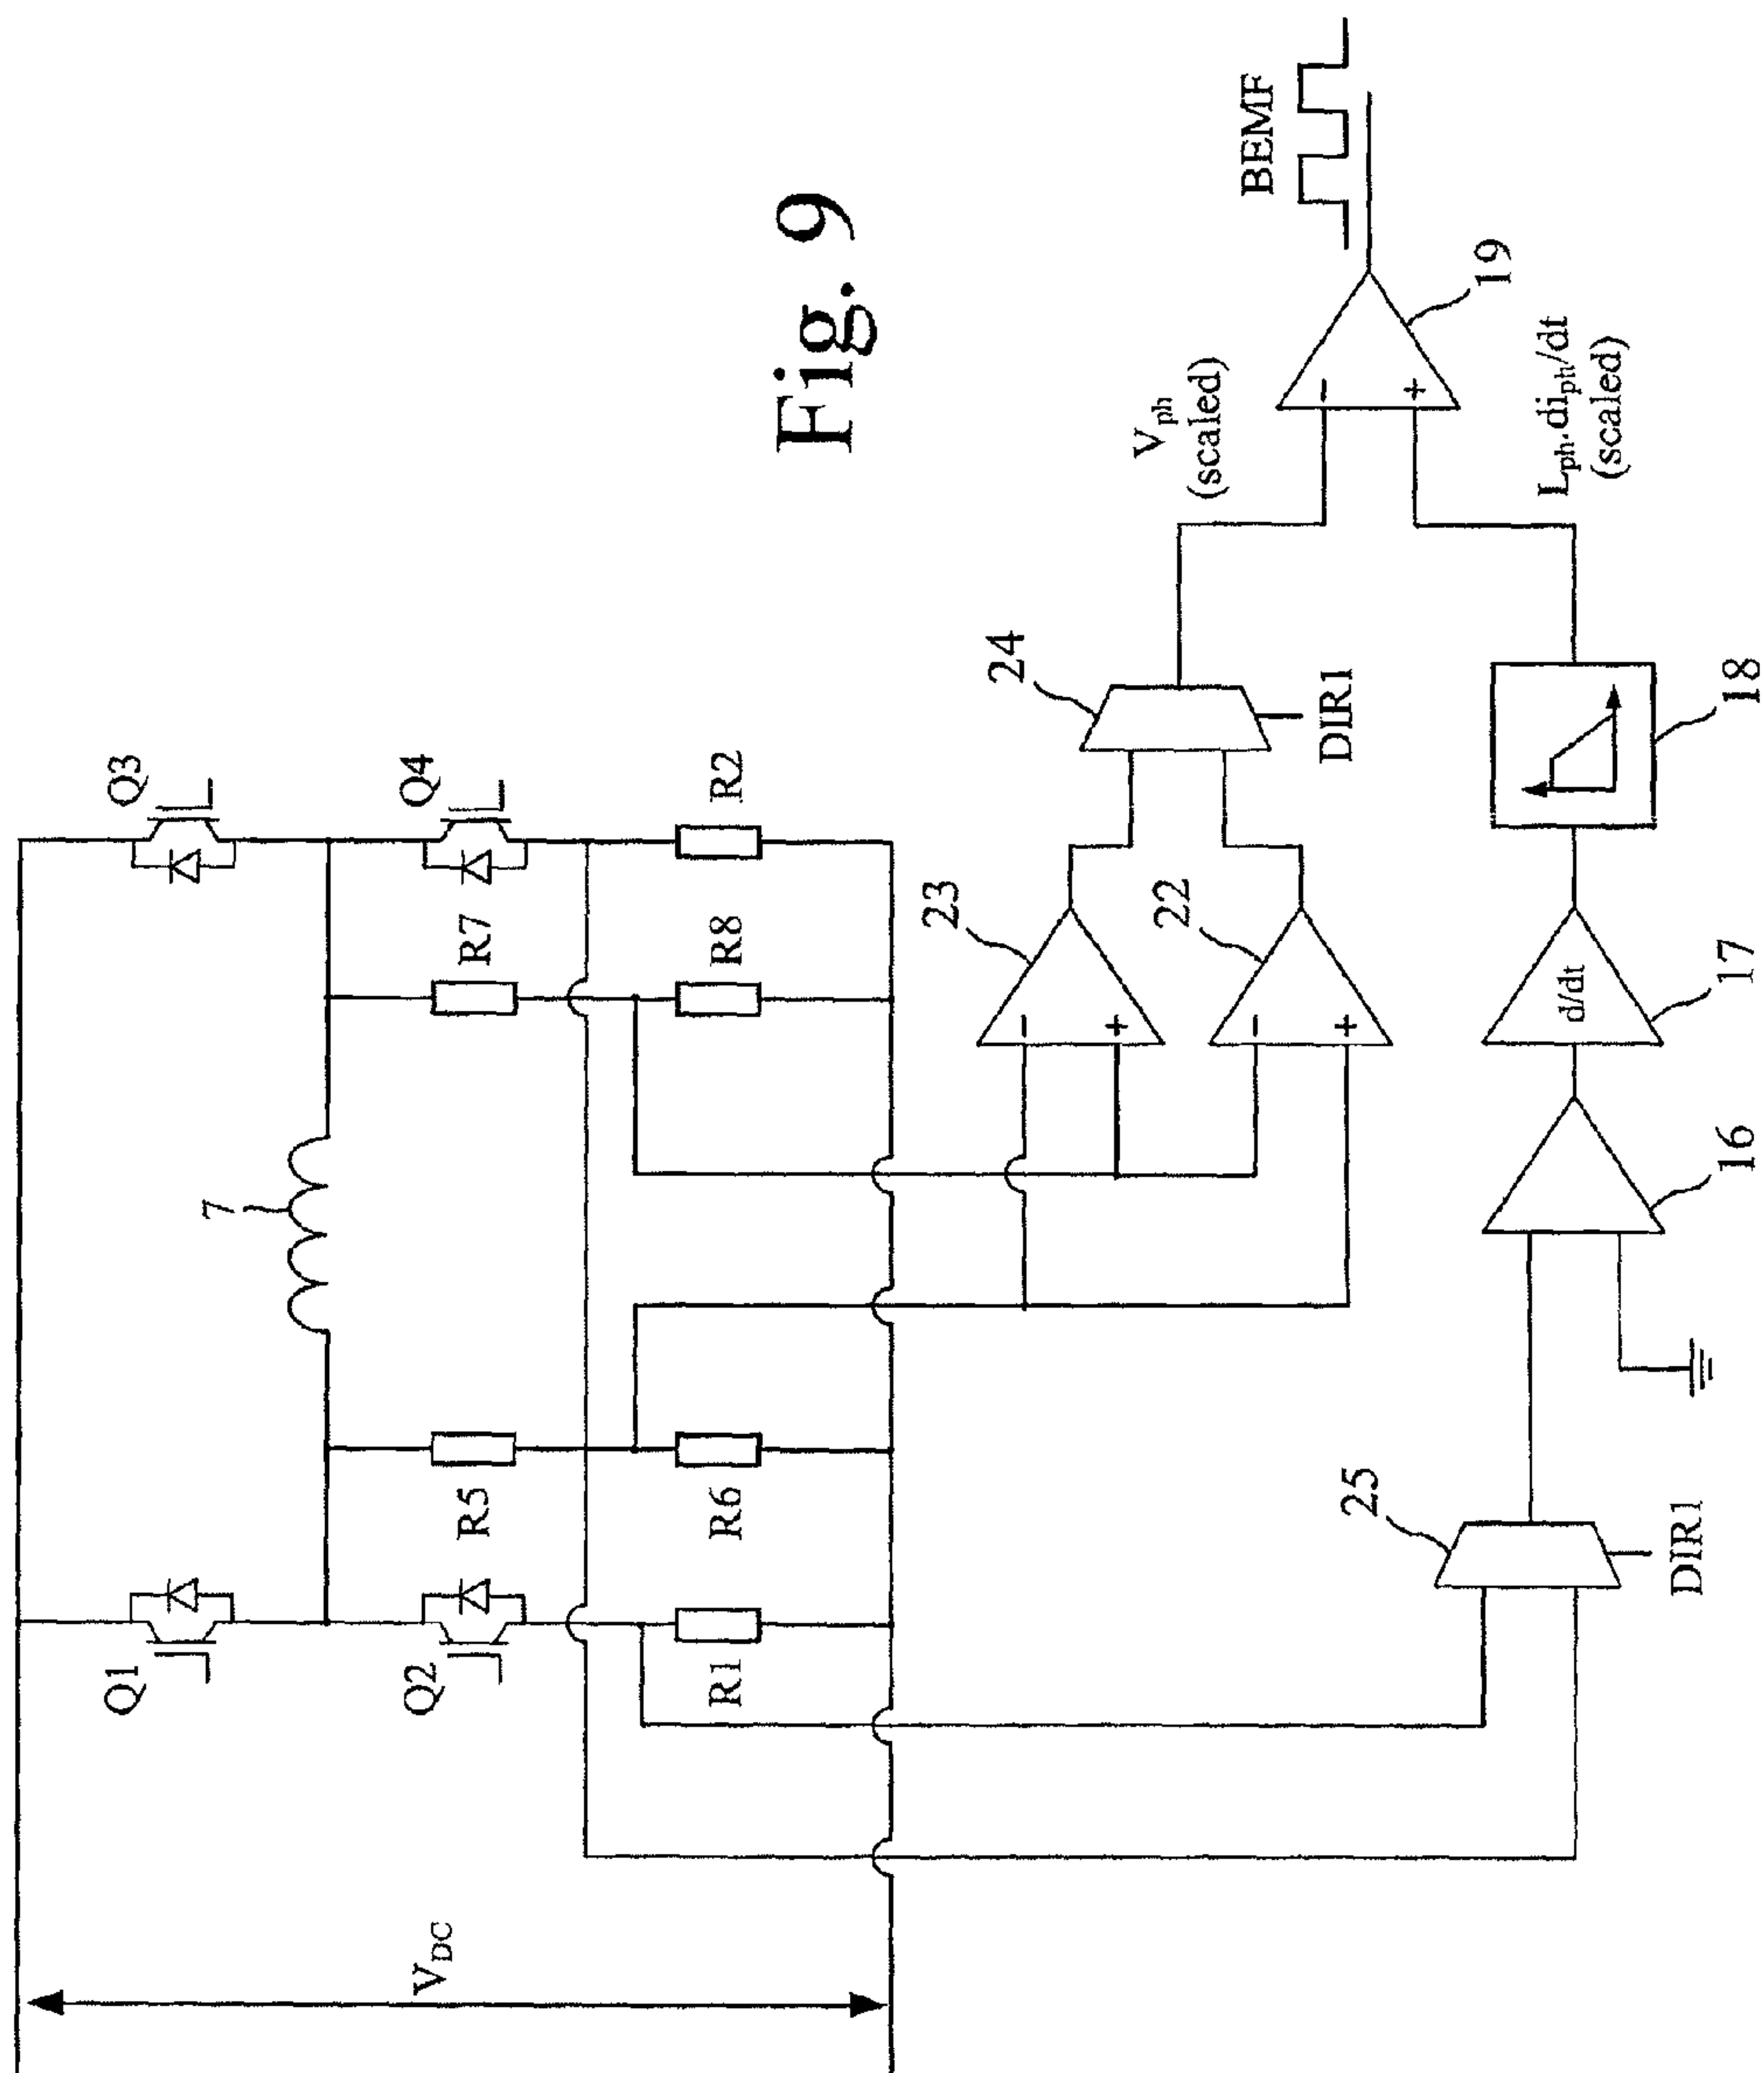 Fig. 9
Q1
Q3
7
Q2
Q4
R5
R7
R1
R6
R8
R2
V_DC
23
24
22
DIR1
V_ph
(scaled)
BEMF
19
L_ph.di_ph/dt
(scaled)
25
DIR1
16
d/dt
17
18